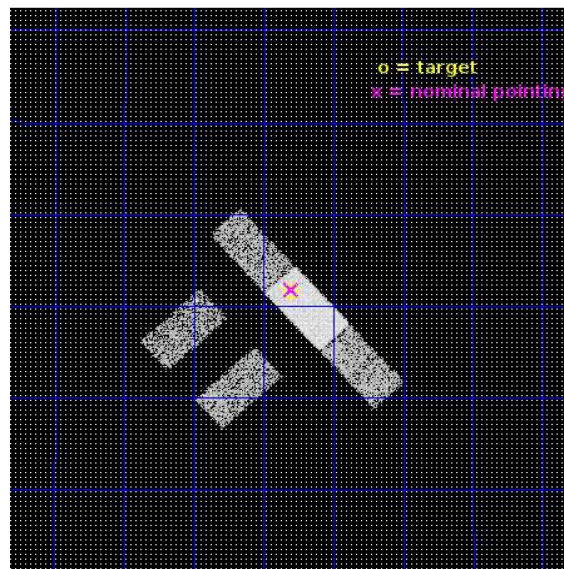 o = target
x = nominal pointing